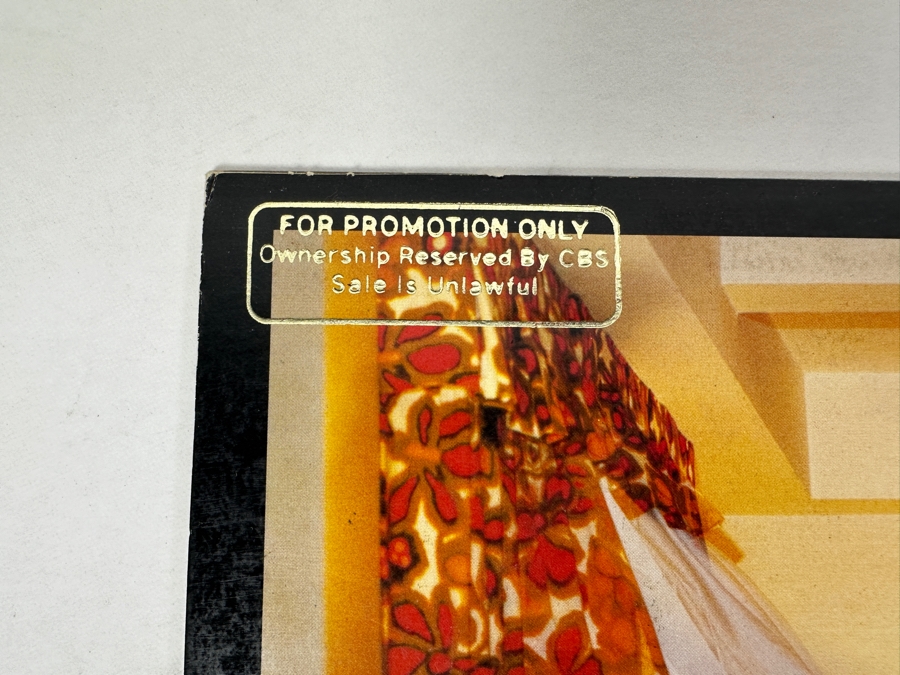 FOR PROMOTION ONLY
Ownership Reserved By CBS
Sale Is Unlawful